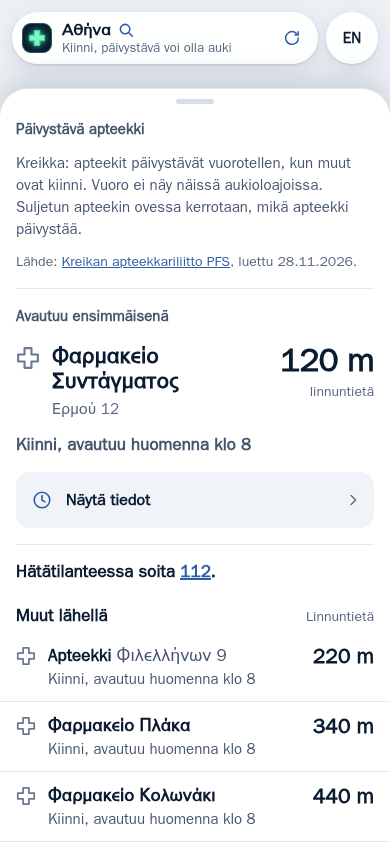 Αθήνα
Kiinni, päivystävä voi olla auki
EN
Päivystävä apteekki
Kreikka: apteekit päivystävät vuorotellen, kun muut
ovat kiinni. Vuoro ei näy näissä aukioloajoissa.
Suljetun apteekin ovessa kerrotaan, mikä apteekki
päivystää.
Lähde: Kreikan apteekkariliitto PFS, luettu 28.11.2026.
Avautuu ensimmäisenä
Φαρμακείο
Συντάγματος
120 m
linnuntietä
Ερμού 12
Kiinni, avautuu huomenna klo 8
Näytä tiedot
Hätätilanteessa soita 112.
Muut lähellä
Linnuntietä
Apteekki Φιλελλήνων 9
220 m
Kiinni, avautuu huomenna klo 8
Φαρμακείο Πλάκα
340 m
Kiinni, avautuu huomenna klo 8
Φαρμακείο Κολωνάκι
440 m
Kiinni, avautuu huomenna klo 8